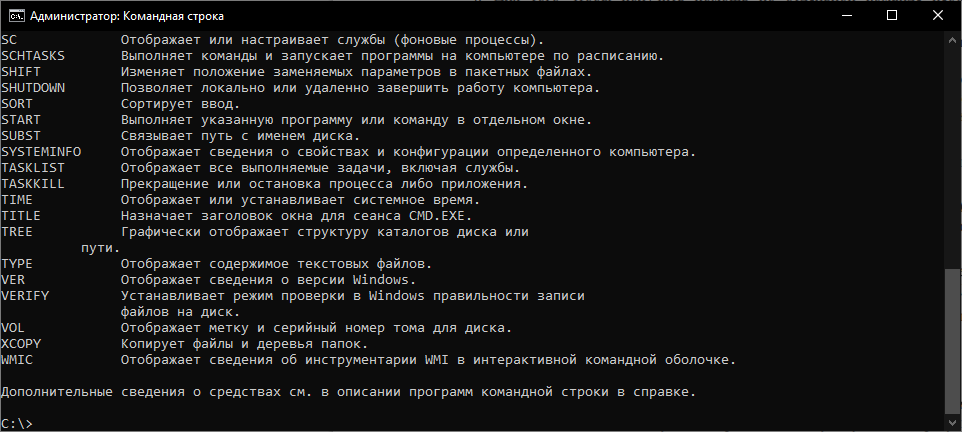 C:\. Администратор: Командная строка
SC Отображает или настраивает службы (фоновые процессы).
SCHTASKS Выполняет команды и запускает программы на компьютере по расписанию.
SHIFT Изменяет положение заменяемых параметров в пакетных файлах.
SHUTDOWN Позволяет локально или удаленно завершить работу компьютера.
SORT Сортирует ввод.
START Выполняет указанную программу или команду в отдельном окне.
SUBST Связывает путь с именем диска.
SYSTEMINFO Отображает сведения о свойствах и конфигурации определенного компьютера.
TASKLIST Отображает все выполняемые задачи, включая службы.
TASKKILL Прекращение или остановка процесса либо приложения.
TIME Отображает или устанавливает системное время.
TITLE Назначает заголовок окна для сеанса CMD.EXE.
TREE Графически отображает структуру каталогов диска или
пути.
TYPE Отображает содержимое текстовых файлов.
VER Отображает сведения о версии Windows.
VERIFY Устанавливает режим проверки в Windows правильности записи
файлов на диск.
VOL Отображает метку и серийный номер тома для диска.
XCOPY Копирует файлы и деревья папок.
WMIC Отображает сведения об инструментарии WMI в интерактивной командной оболочке.
Дополнительные сведения о средствах см. в описании программ командной строки в справке.
C:\>